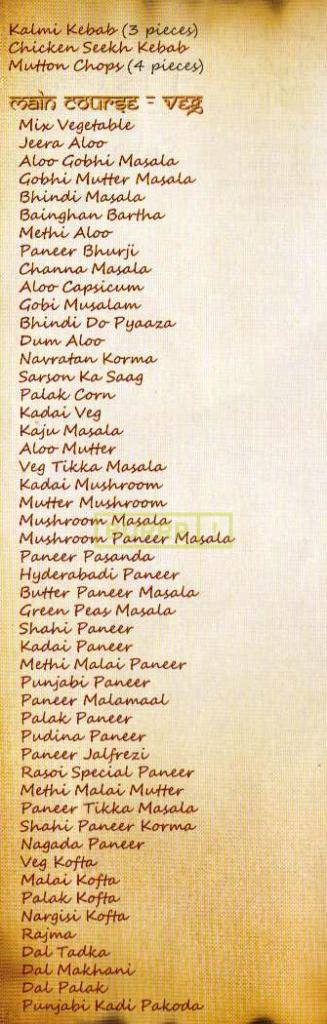 Kalmi Kebab (3 pieces)
Chicken Seekh Kebab
Mutton Chops (4 pieces)
main course - veg
Mix Vegetable
Jeera Aloo
Aloo Gobhi Masala
Gobhi Mutter Masala
Bhindi Masala
Bainghan Bartha
Methi Aloo
Paneer Bhurji
Channa Masala
Aloo Capsicum
Gobi Musalam
Bhindi Do Pyaaza
Dum Aloo
Navratan Korma
Sarson Ka Saag
Palak Corn
Kadai Veg
Kaju Masala
Aloo Mutter
Veg Tikka Masala
Kadai Mushroom
Mutter Mushroom
Mushroom Masala
Mushroom Paneer Masala
Paneer Pasanda
Hyderabadi Paneer
Butter Paneer Masala
Green Peas Masala
Shahi Paneer
Kadai Paneer
Methi Malai Paneer
Punjabi Paneer
Paneer Malamaal
Palak Paneer
Pudina Paneer
Paneer Jalfrezi
Rasoi Special Paneer
Methi Malai Mutter
Paneer Tikka Masala
Shahi Paneer Korma
Nagada Paneer
Veg Kofta
Malai Kofta
Palak Kofta
Nargisi Kofta
Rajma
Dal Tadka
Dal Makhani
Dal Palak
Punjabi Kadi Pakoda